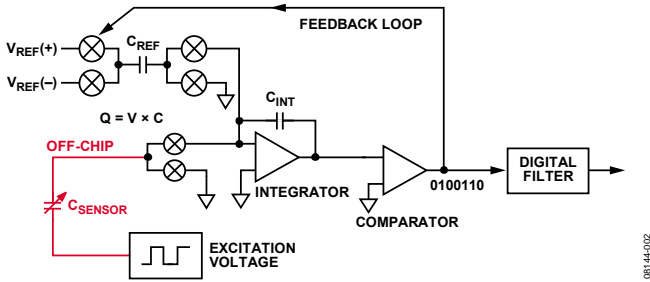 FEEDBACK LOOP
VREF(+)
CREF
VREF(–)
Q = V × C
CINT
OFF-CHIP
INTEGRATOR
COMPARATOR
0100110
DIGITAL
FILTER
CSENSOR
EXCITATION
VOLTAGE
08144-002